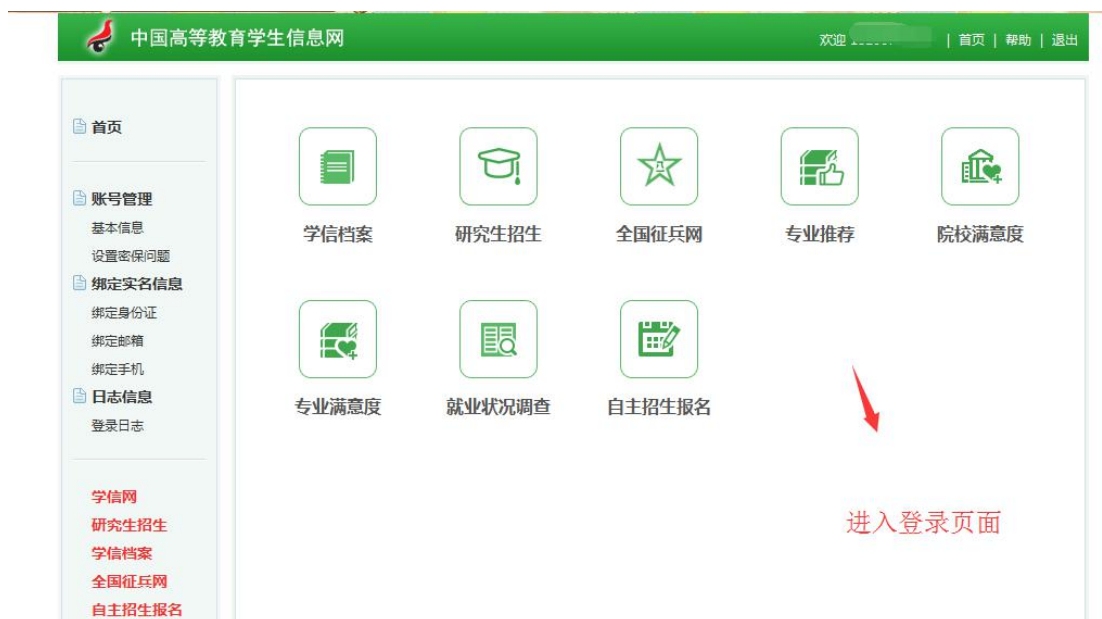 中国高等教育学生信息网
欢迎 | 首页 | 帮助 | 退出
首页
账号管理
基本信息
设置密保问题
绑定实名信息
绑定身份证
绑定邮箱
绑定手机
日志信息
登录日志
学信网
研究生招生
学信档案
全国征兵网
自主招生报名
学信档案
研究生招生
全国征兵网
专业推荐
院校满意度
专业满意度
就业状况调查
自主招生报名
进入登录页面